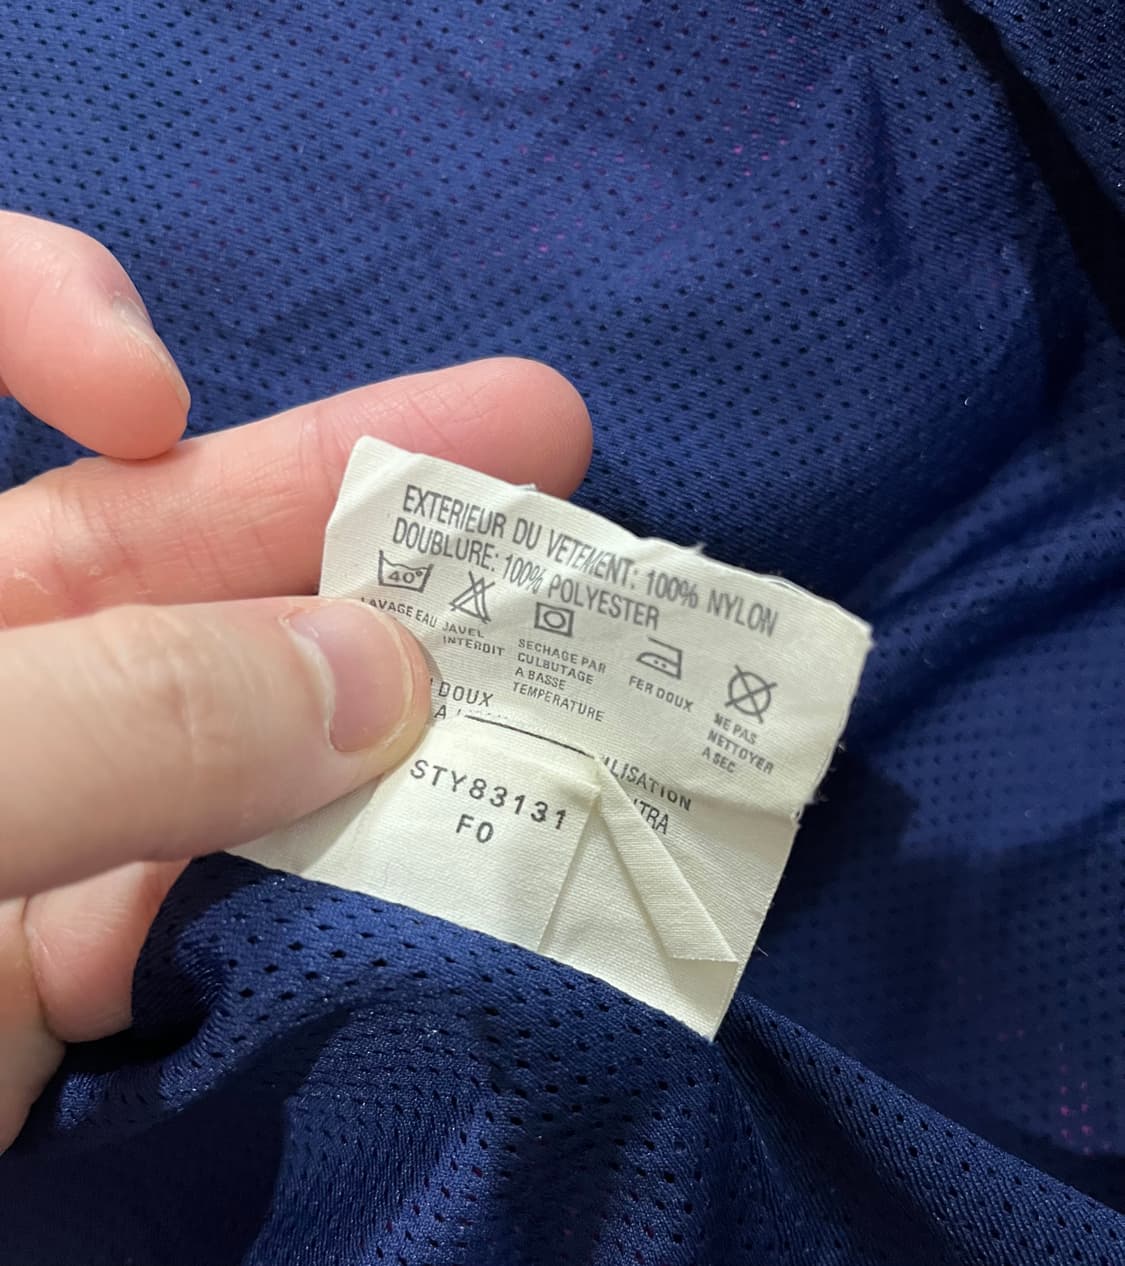 EXTERIEUR DU VETEMENT: 100% NYLON
DOUBLURE: 100% POLYESTER
40°
LAVAGE EAU
JAVEL
INTERDIT
SECHAGE PAR
CULBUTAGE
A BASSE
TEMPERATURE
FER DOUX
NE PAS
NETTOYER
A SEC
DOUX
A
STY83131
F0